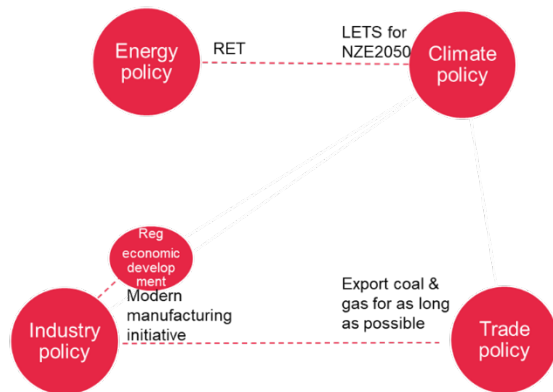 Energy
policy
RET
LETS for
NZE2050
Climate
policy
Reg
economic
develop
ment
Modern
manufacturing
initiative
Industry
policy
Export coal &
gas for as long
as possible
Trade
policy